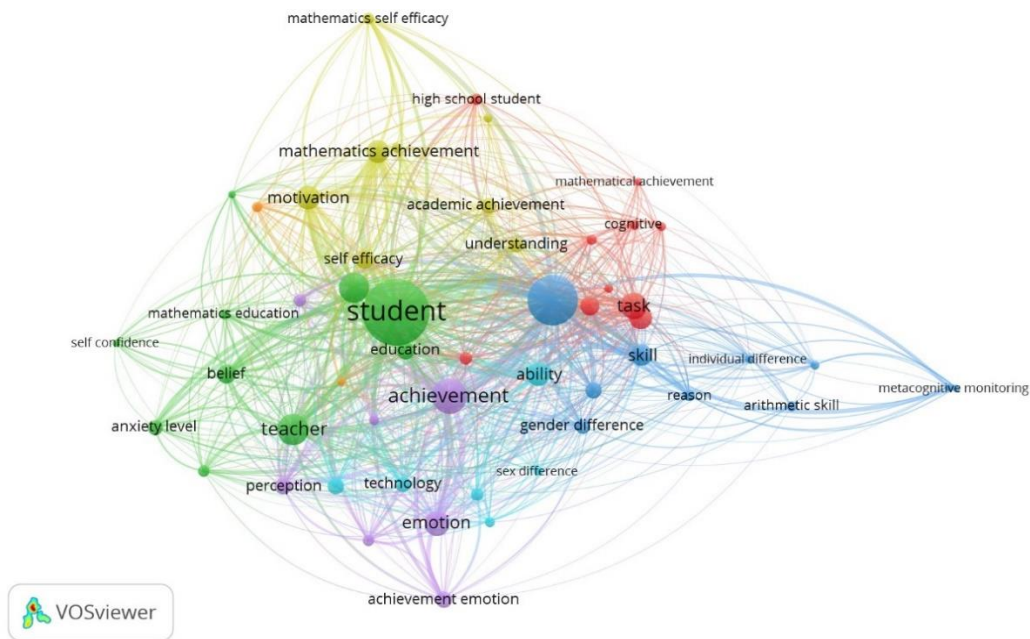 mathematics self efficacy
high school student
mathematics achievement
mathematical achievement
motivation
academic achievement
cognitive
understanding
self efficacy
student
task
mathematics education
self confidence
education
skill
individual difference
belief
ability
metacognitive monitoring
achievement
reason
arithmetic skill
anxiety level
teacher
gender difference
sex difference
perception
technology
emotion
achievement emotion
VOSviewer